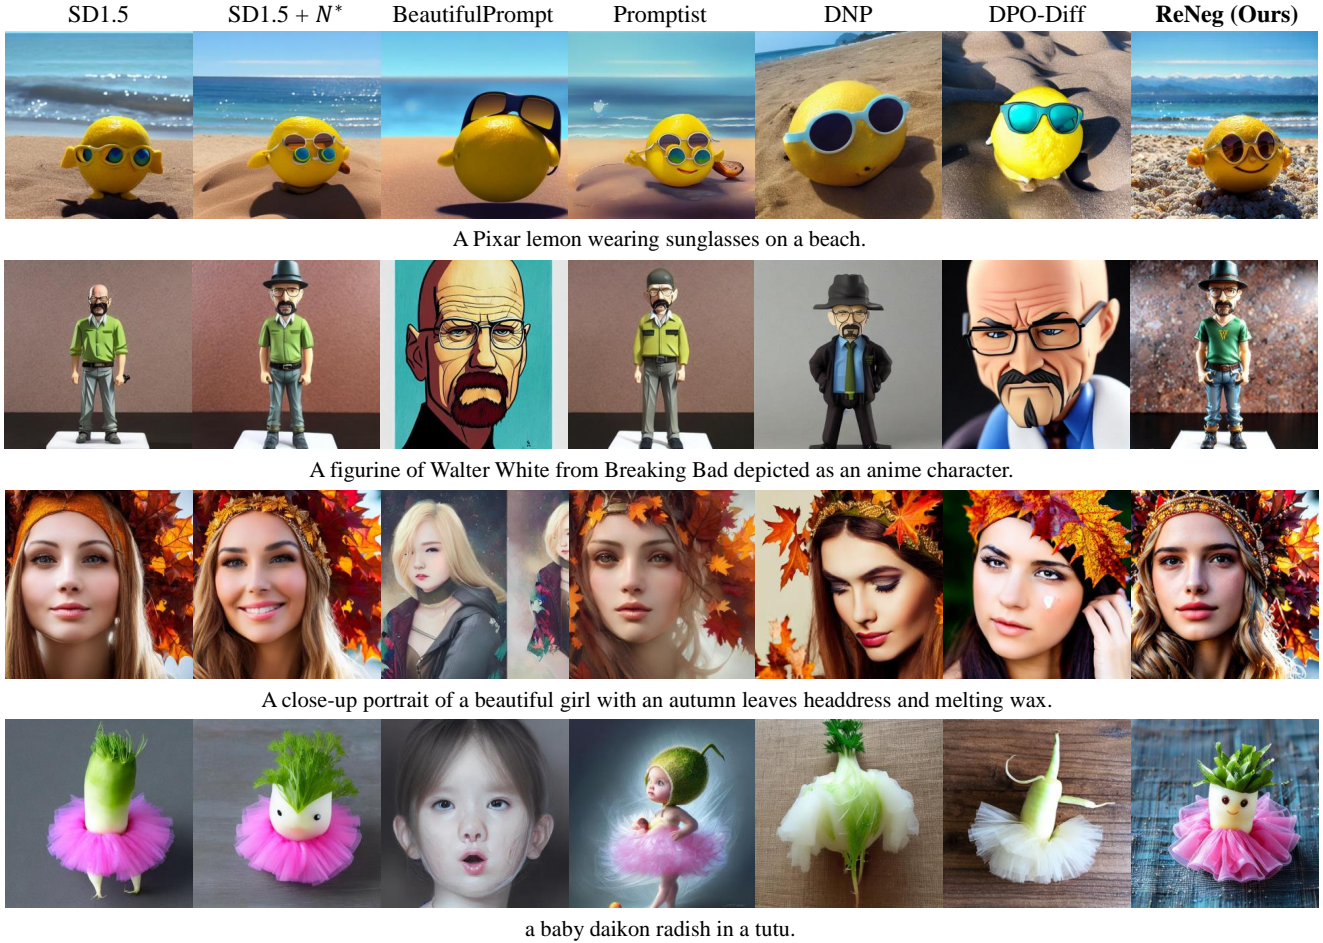 SD1.5 SD1.5 + N* BeautifulPrompt Promptist DNP DPO-Diff ReNeg (Ours)
A Pixar lemon wearing sunglasses on a beach.
A figurine of Walter White from Breaking Bad depicted as an anime character.
A close-up portrait of a beautiful girl with an autumn leaves headdress and melting wax.
a baby daikon radish in a tutu.